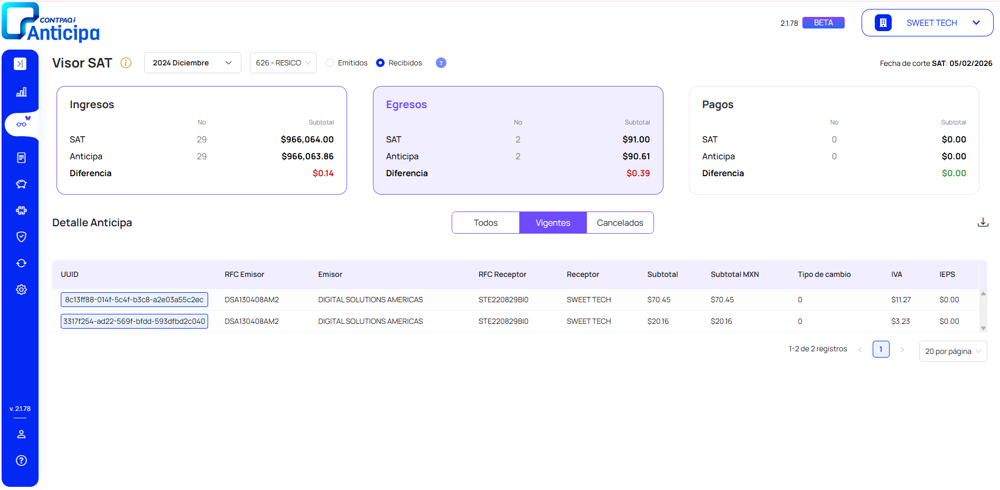 CONTPAQi
Anticipa
2.1.78 BETA SWEET TECH
Visor SAT 2024 Diciembre 626 - RESICO Emitidos Recibidos ? Fecha de corte SAT: 05/02/2026
Ingresos
No Subtotal
SAT 29 $966,064.00
Anticipa 29 $966,063.86
Diferencia $0.14
Egresos
No Subtotal
SAT 2 $91.00
Anticipa 2 $90.61
Diferencia $0.39
Pagos
No Subtotal
SAT 0 $0.00
Anticipa 0 $0.00
Diferencia $0.00
Detalle Anticipa Todos Vigentes Cancelados
UUID RFC Emisor Emisor RFC Receptor Receptor Subtotal Subtotal MXN Tipo de cambio IVA IEPS
8c13ff88-014f-5c4f-b3c8-a2e03a55c2ec DSA130408AM2 DIGITAL SOLUTIONS AMERICAS STE220829BI0 SWEET TECH $70.45 $70.45 0 $11.27 $0.00
3317f254-ad22-569f-bfdd-593dfbd2c040 DSA130408AM2 DIGITAL SOLUTIONS AMERICAS STE220829BI0 SWEET TECH $20.16 $20.16 0 $3.23 $0.00
1-2 de 2 registros < 1 > 20 por página
v. 2.1.78